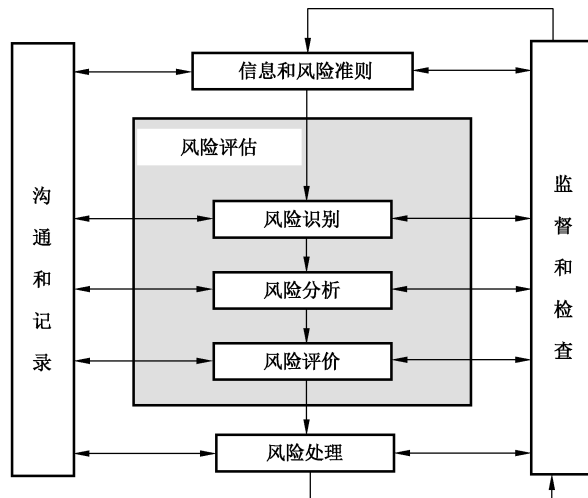 信息和风险准则
风险评估
风险识别
风险分析
风险评价
风险处理
沟通和记录
监督和检查